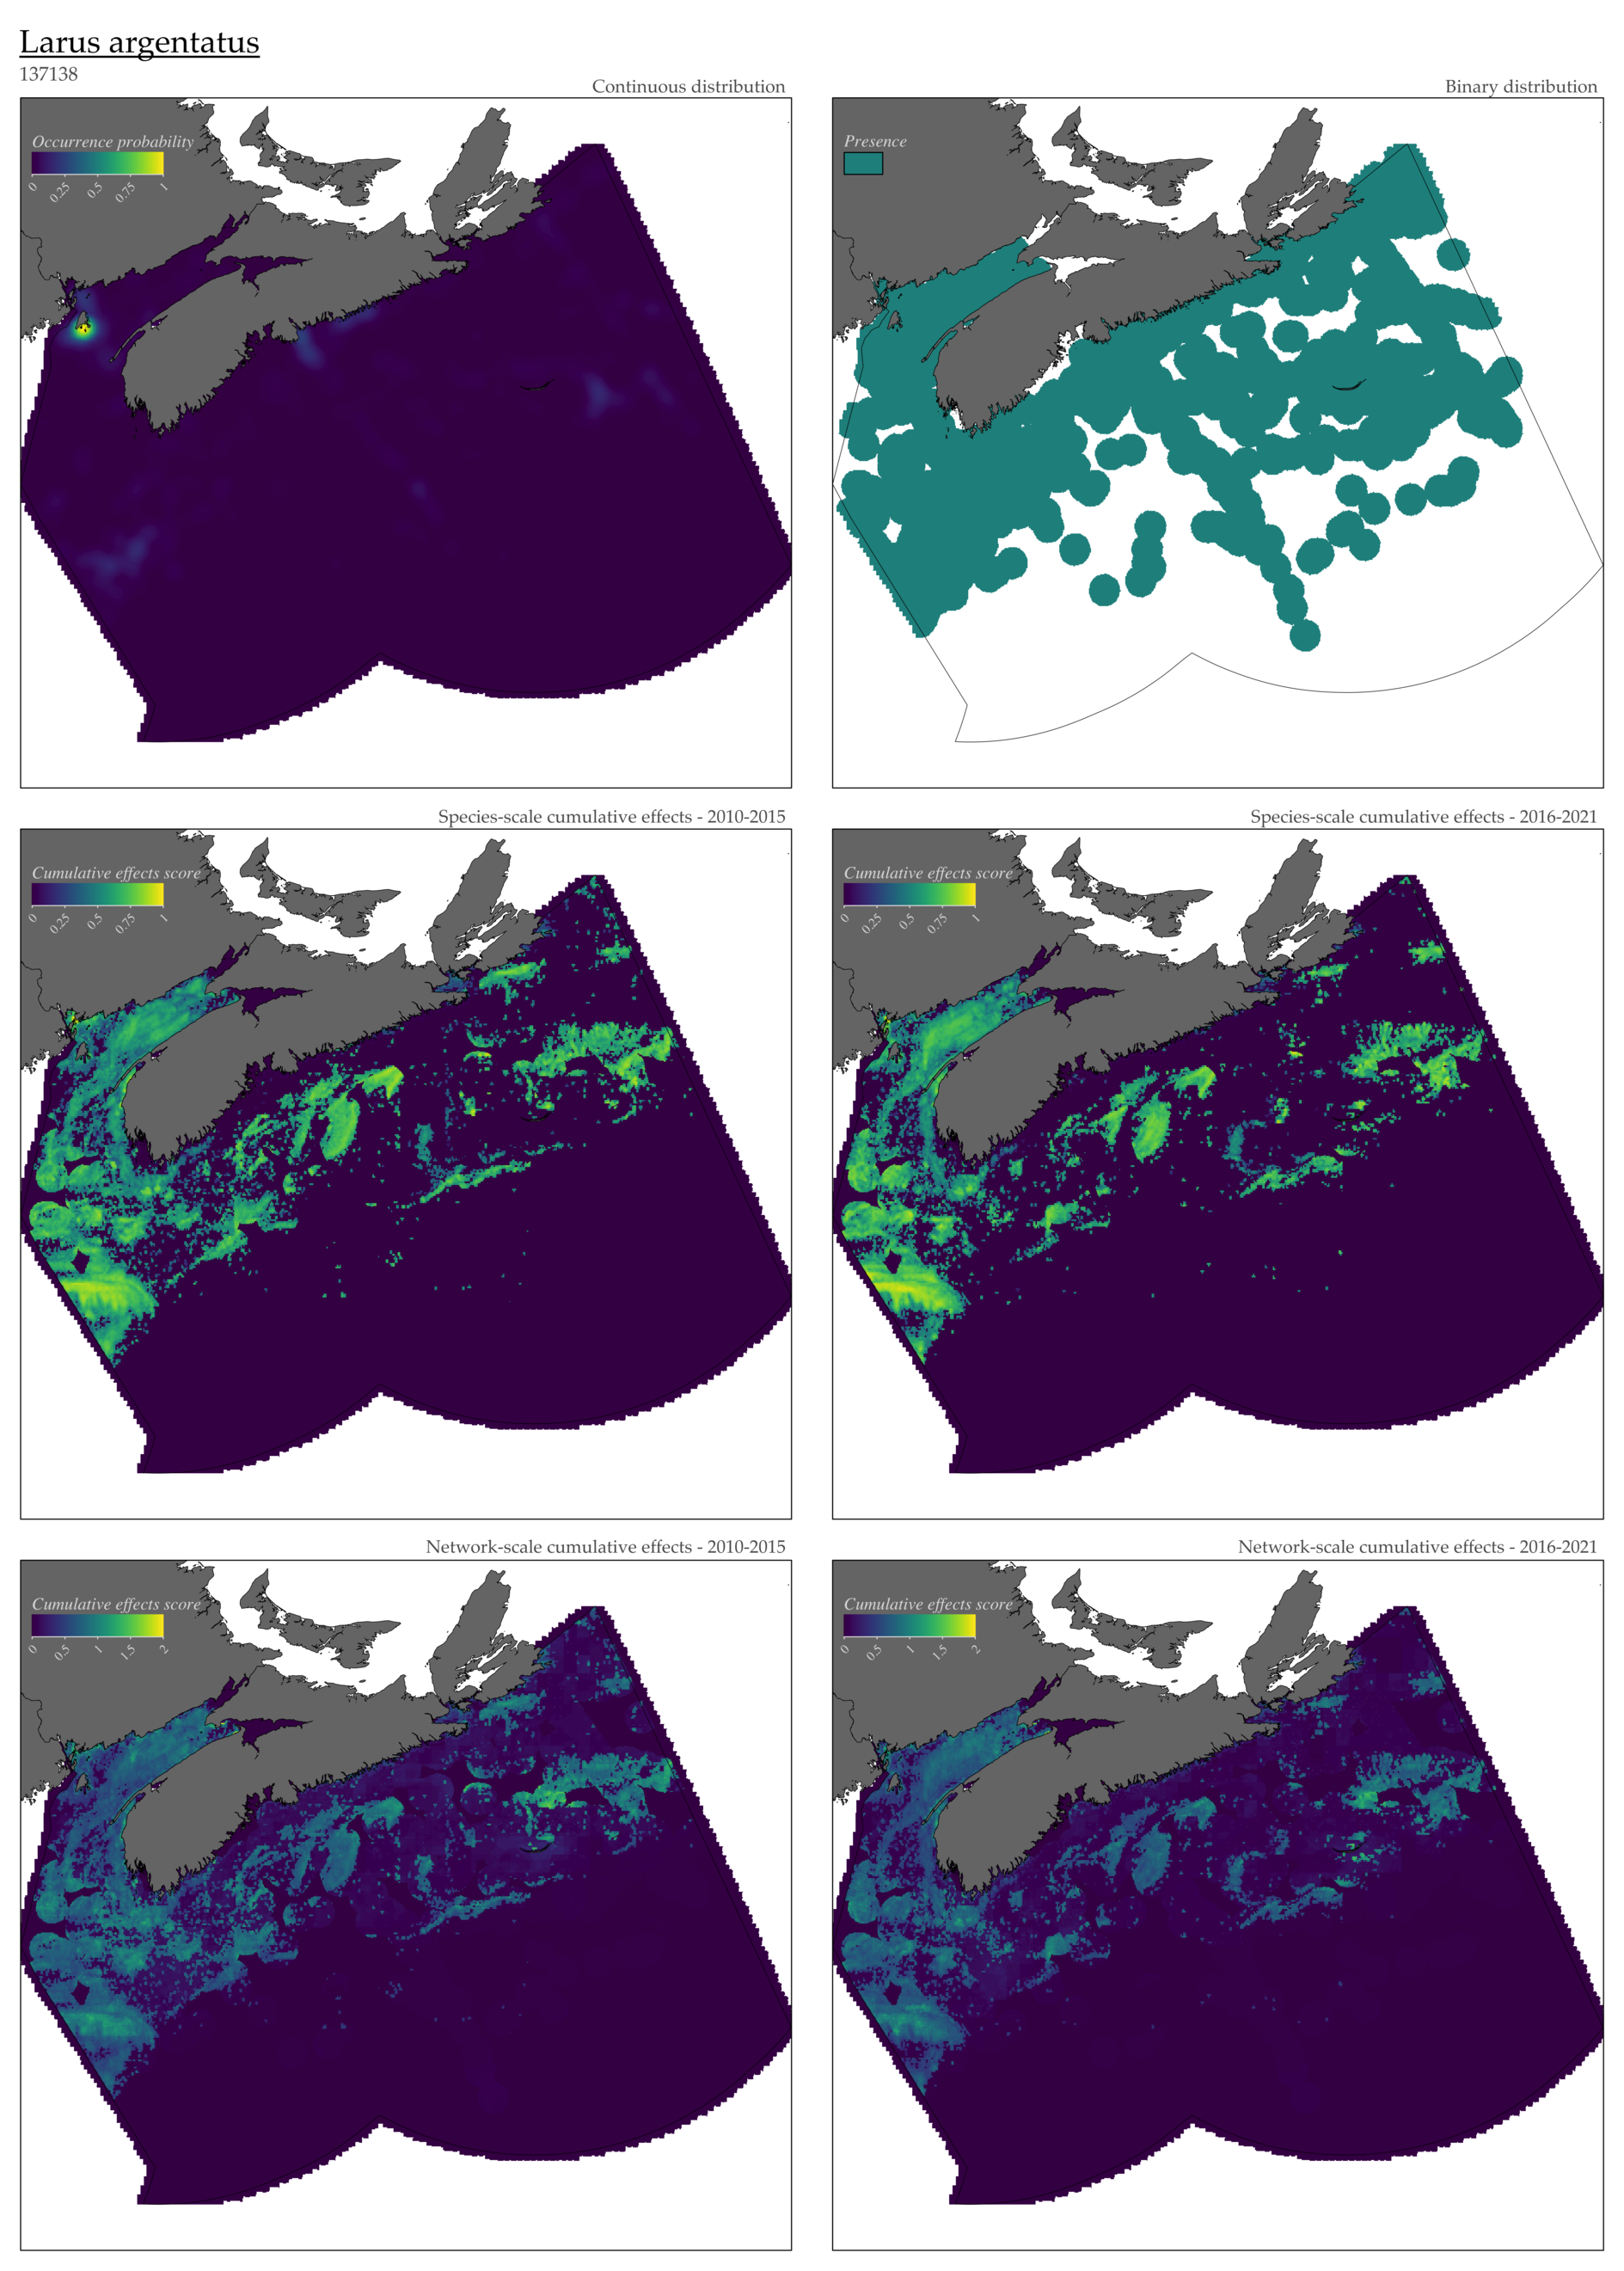 Larus argentatus
137138
Continuous distribution
Occurrence probability
0 0.25 0.5 0.75 1
Binary distribution
Presence
Species-scale cumulative effects - 2010-2015
Cumulative effects score
0 0.25 0.5 0.75 1
Species-scale cumulative effects - 2016-2021
Cumulative effects score
0 0.25 0.5 0.75 1
Network-scale cumulative effects - 2010-2015
Cumulative effects score
0 0.5 1 1.5 2
Network-scale cumulative effects - 2016-2021
Cumulative effects score
0 0.5 1 1.5 2